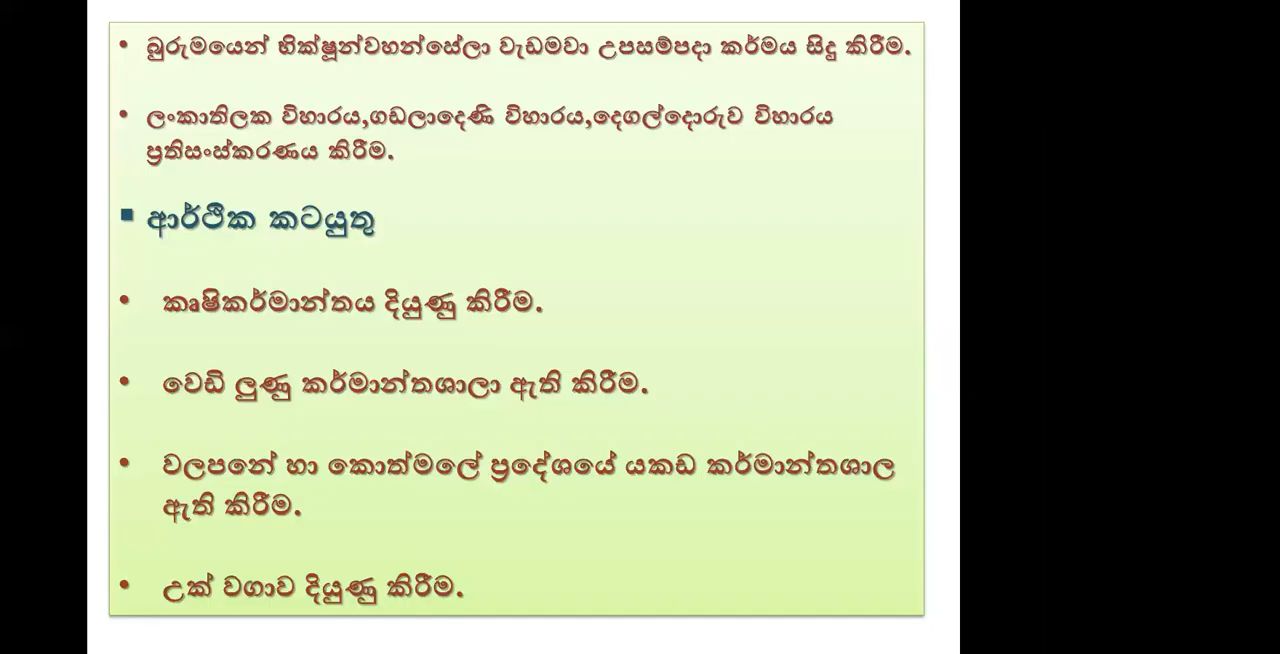 • බුරුමයෙන් භික්ෂූන්වහන්සේලා වැඩමවා උපසම්පදා කර්මය සිදු කිරීම.
• ලංකාතිලක විහාරය,ගඩලාදෙණි විහාරය,දෙගල්දොරුව විහාරය
ප්‍රතිසංස්කරණය කිරීම.
▪ ආර්ථික කටයුතු
• කෘෂිකර්මාන්තය දියුණු කිරීම.
• වෙඩි ලුණු කර්මාන්තශාලා ඇති කිරීම.
• වලපනේ හා කොත්මලේ ප්‍රදේශයේ යකඩ කර්මාන්තශාල
ඇති කිරීම.
• උක් වගාව දියුණු කිරීම.